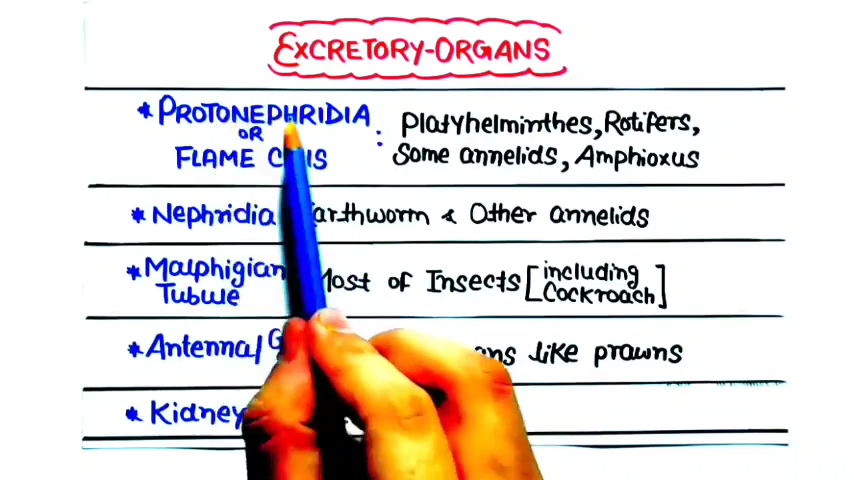 EXCRETORY-ORGANS
* PROTONEPHRIDIA : Platyhelminthes, Rotifers,
OR
FLAME Some annelids, Amphioxus
* Nephridia & Other annelids
* Malphigian Most of Insects [including
Tubule Cockroach]
* Antennal like prawns
* Kidney